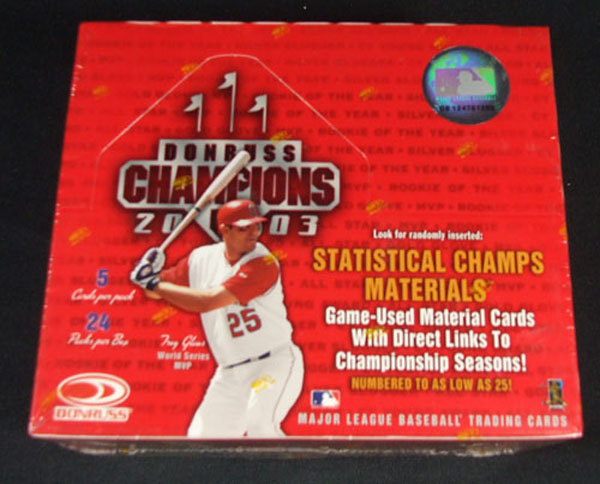 DONRUSS
CHAMPIONS
2003
5
Cards per pack
24
Packs per Box
Troy Glaus
World Series
MVP
25
Look for randomly inserted:
STATISTICAL CHAMPS
MATERIALS
Game-Used Material Cards
With Direct Links To
Championship Seasons!
NUMBERED TO AS LOW AS 25!
DONRUSS
MAJOR LEAGUE BASEBALL TRADING CARDS